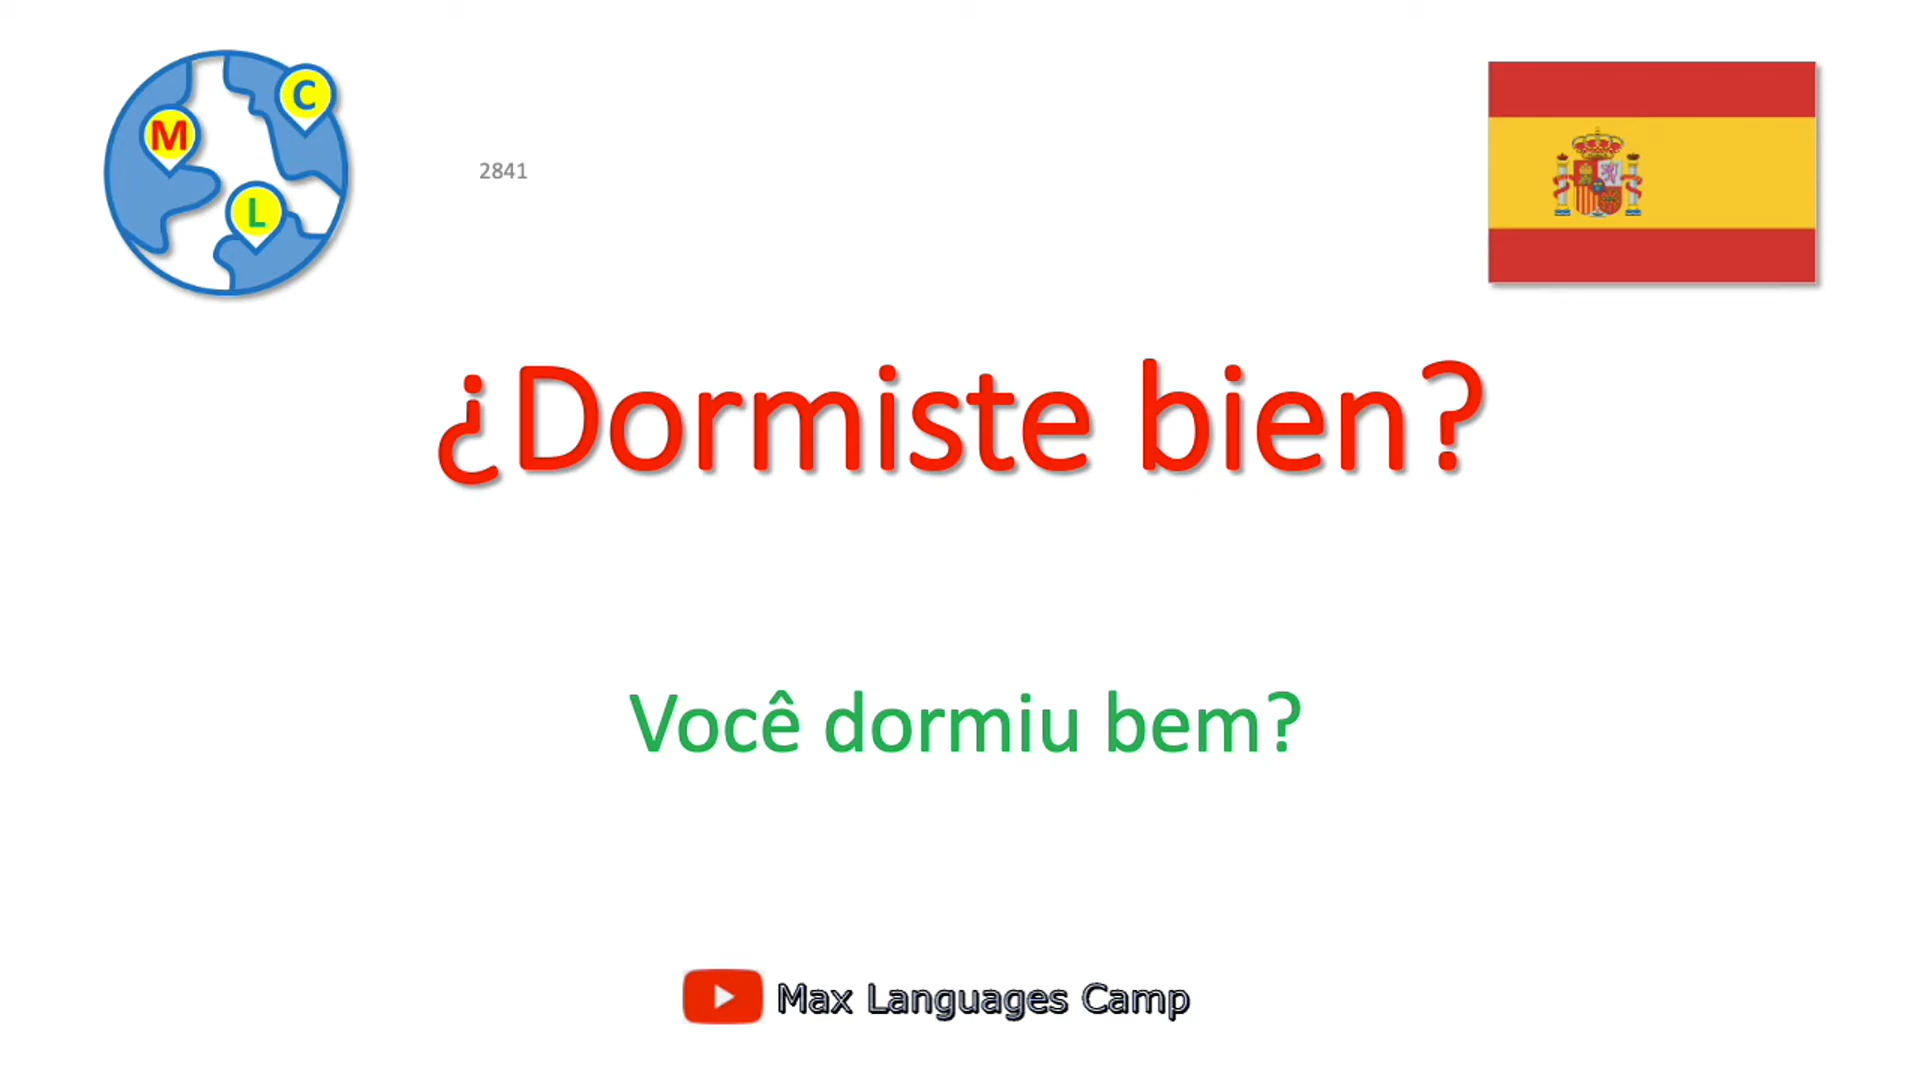 C
M
L
2841
¿Dormiste bien?
Você dormiu bem?
Max Languages Camp